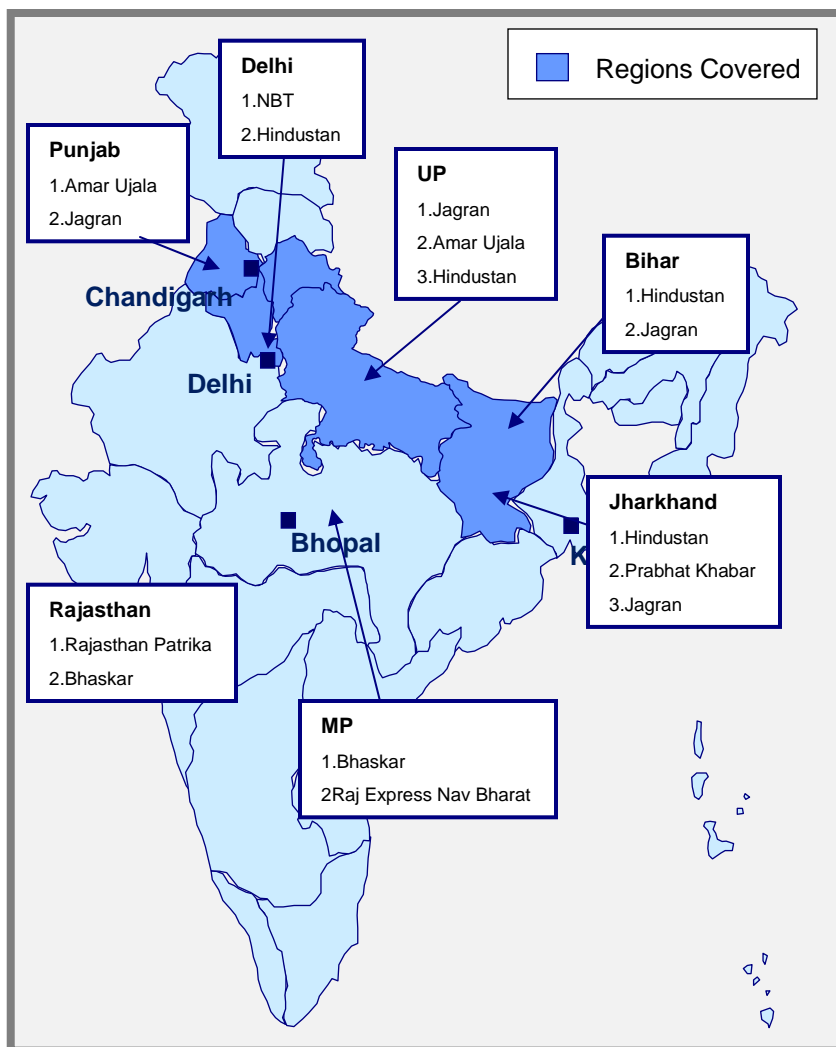 Delhi
1.NBT
2.Hindustan
Regions Covered
Punjab
1.Amar Ujala
2.Jagran
UP
1.Jagran
2.Amar Ujala
3.Hindustan
Bihar
1.Hindustan
2.Jagran
Chandigarh
Delhi
Bhopal
K
Jharkhand
1.Hindustan
2.Prabhat Khabar
3.Jagran
Rajasthan
1.Rajasthan Patrika
2.Bhaskar
MP
1.Bhaskar
2Raj Express Nav Bharat